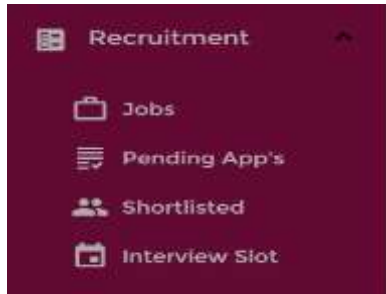 Recruitment
Jobs
Pending App's
Shortlisted
Interview Slot